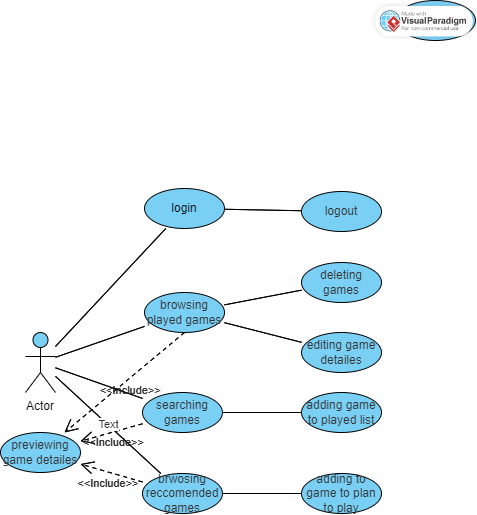 Made with
VisualParadigm
For non-commercial use
login
logout
deleting
games
browsing
played games
editing game
detailes
Actor
<<Include>>
searching
games
adding game
to played list
Text
<<Include>>
previewing
game detailes
<<Include>>
brwosing
reccomended
games
adding to
game to plan
to play